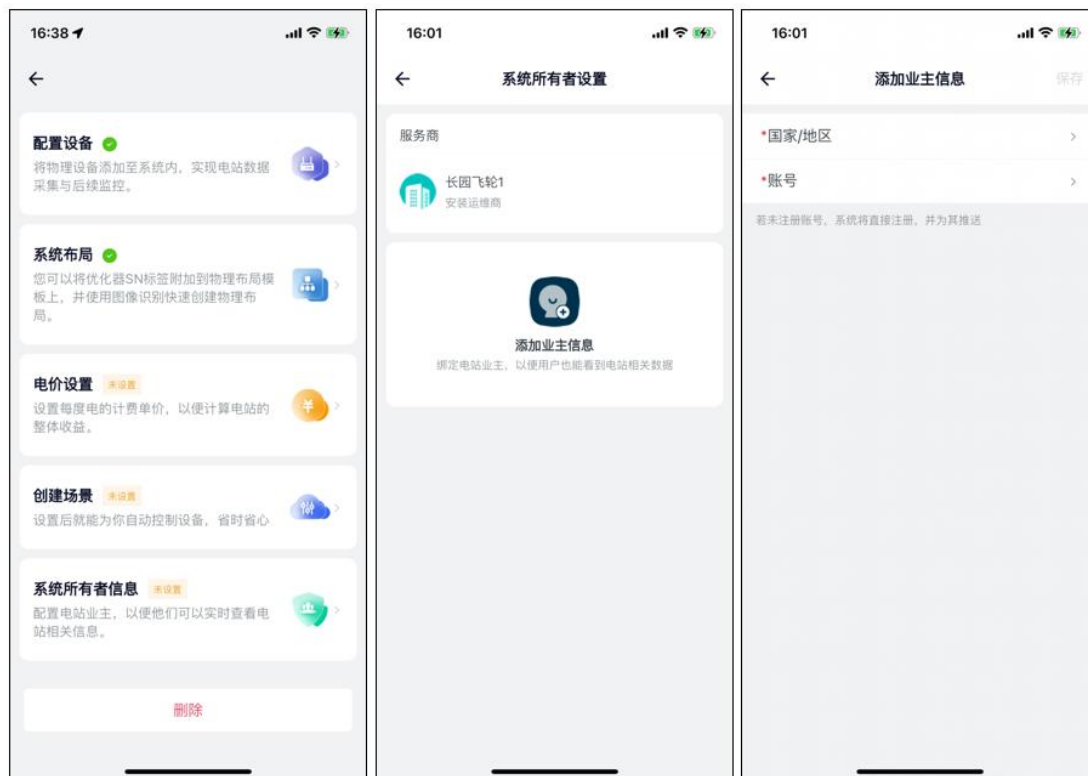 16:38
配置设备
将物理设备添加至系统内，实现电站数据
采集与后续监控。
系统布局
您可以将优化器SN标签附加到物理布局模
板上，并使用图像识别快速创建物理布
局。
电价设置 未设置
设置每度电的计费单价，以便计算电站的
整体收益。
创建场景 未设置
设置后就能为你自动控制设备，省时省心
系统所有者信息 未设置
配置电站业主，以便他们可以实时查看电
站相关信息。
删除
16:01
系统所有者设置
服务商
长园飞轮1
安装运维商
添加业主信息
绑定电站业主，以便用户也能看到电站相关数据
16:01
添加业主信息 保存
*国家/地区
*账号
若未注册账号，系统将直接注册，并为其推送